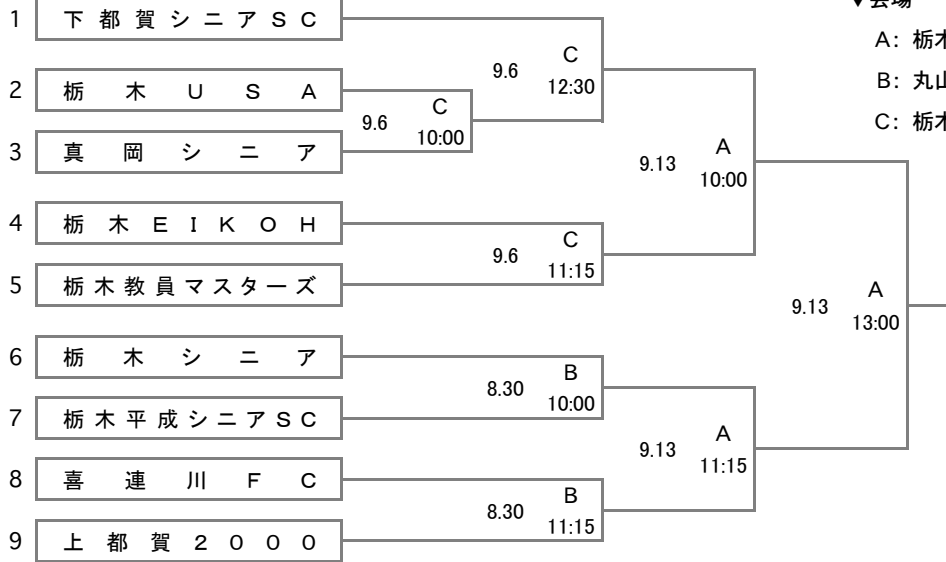 ▼会場
A: 栃木
B: 丸山
C: 栃木
1 下都賀シニアSC
2 栃木USA
3 真岡シニア
4 栃木EIKOH
5 栃木教員マスターズ
6 栃木シニア
7 栃木平成シニアSC
8 喜連川FC
9 上都賀2000
9.6 C
10:00
9.6 C
12:30
9.6 C
11:15
8.30 B
10:00
8.30 B
11:15
9.13 A
10:00
9.13 A
11:15
9.13 A
13:00